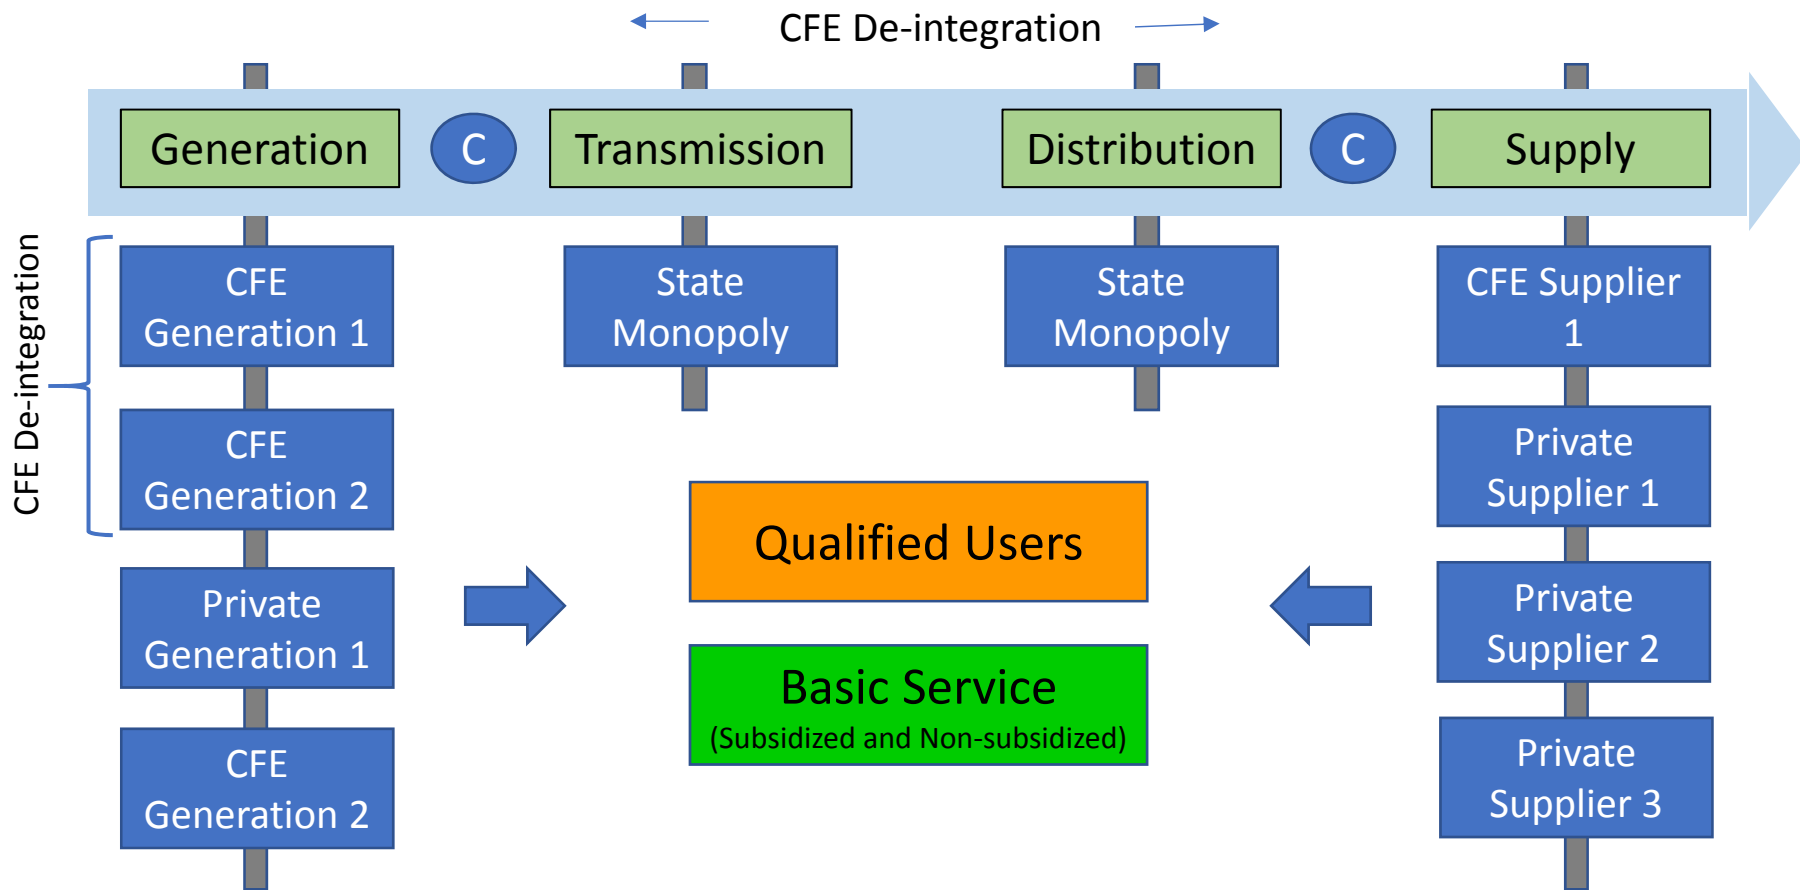 CFE De-integration
Generation
C
Transmission
Distribution
C
Supply
CFE De-integration
CFE
Generation 1
CFE
Generation 2
Private
Generation 1
CFE
Generation 2
State
Monopoly
State
Monopoly
Qualified Users
Basic Service
(Subsidized and Non-subsidized)
CFE Supplier
1
Private
Supplier 1
Private
Supplier 2
Private
Supplier 3